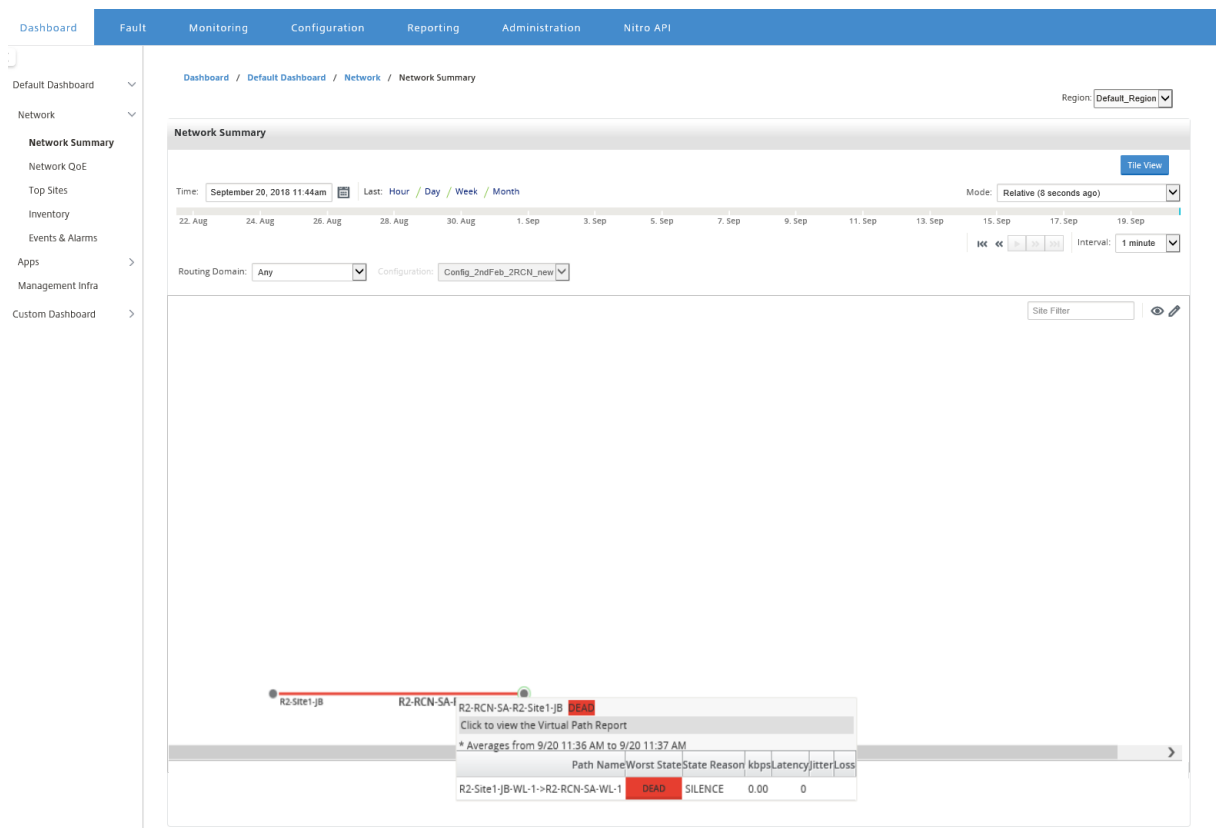 Dashboard Fault Monitoring Configuration Reporting Administration Nitro API
Default Dashboard
Network
Network Summary
Network QoE
Top Sites
Inventory
Events & Alarms
Apps
Management Infra
Custom Dashboard
Dashboard / Default Dashboard / Network / Network Summary
Region: Default_Region
Network Summary
Tile View
Time: September 20, 2018 11:44am Last: Hour / Day / Week / Month
Mode: Relative (8 seconds ago)
22. Aug 24. Aug 26. Aug 28. Aug 30. Aug 1. Sep 3. Sep 5. Sep 7. Sep 9. Sep 11. Sep 13. Sep 15. Sep 17. Sep 19. Sep
Interval: 1 minute
Routing Domain: Any Configuration: Config_2ndFeb_2RCN_new
Site Filter
R2-Site1-JB
R2-RCN-SA-
R2-RCN-SA-R2-Site1-JB DEAD
Click to view the Virtual Path Report
* Averages from 9/20 11:36 AM to 9/20 11:37 AM
Path Name Worst State State Reason kbps Latency Jitter Loss
R2-Site1-JB-WL-1->R2-RCN-SA-WL-1 DEAD SILENCE 0.00 0